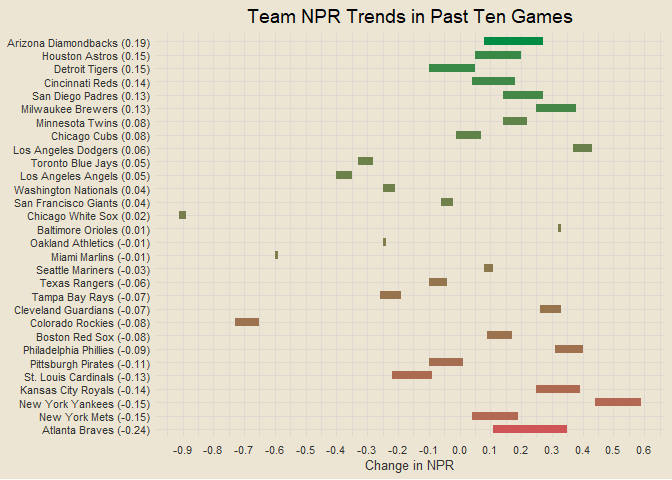 Team NPR Trends in Past Ten Games
Arizona Diamondbacks (0.19)
Houston Astros (0.15)
Detroit Tigers (0.15)
Cincinnati Reds (0.14)
San Diego Padres (0.13)
Milwaukee Brewers (0.13)
Minnesota Twins (0.08)
Chicago Cubs (0.08)
Los Angeles Dodgers (0.06)
Toronto Blue Jays (0.05)
Los Angeles Angels (0.05)
Washington Nationals (0.04)
San Francisco Giants (0.04)
Chicago White Sox (0.02)
Baltimore Orioles (0.01)
Oakland Athletics (-0.01)
Miami Marlins (-0.01)
Seattle Mariners (-0.03)
Texas Rangers (-0.06)
Tampa Bay Rays (-0.07)
Cleveland Guardians (-0.07)
Colorado Rockies (-0.08)
Boston Red Sox (-0.08)
Philadelphia Phillies (-0.09)
Pittsburgh Pirates (-0.11)
St. Louis Cardinals (-0.13)
Kansas City Royals (-0.14)
New York Yankees (-0.15)
New York Mets (-0.15)
Atlanta Braves (-0.24)
-0.9 -0.8 -0.7 -0.6 -0.5 -0.4 -0.3 -0.2 -0.1 0.0 0.1 0.2 0.3 0.4 0.5 0.6
Change in NPR